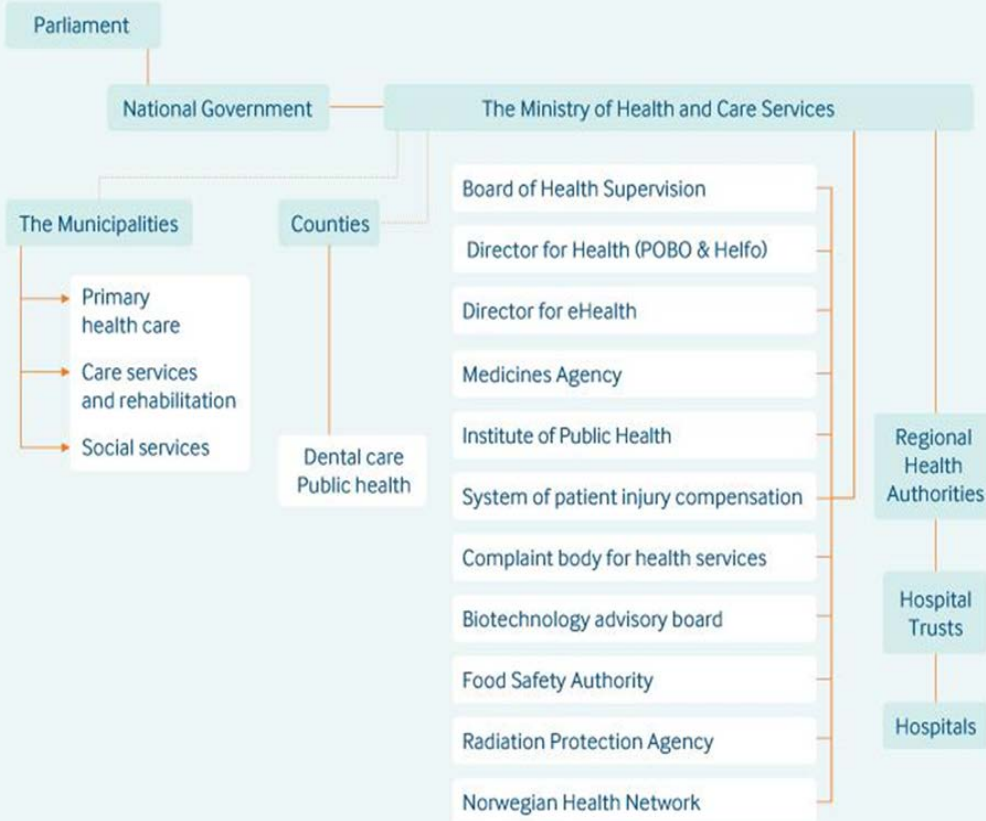 Parliament
National Government
The Ministry of Health and Care Services
The Municipalities
Primary
health care
Care services
and rehabilitation
Social services
Counties
Dental care
Public health
Board of Health Supervision
Director for Health (POBO & Helfo)
Director for eHealth
Medicines Agency
Institute of Public Health
System of patient injury compensation
Complaint body for health services
Biotechnology advisory board
Food Safety Authority
Radiation Protection Agency
Norwegian Health Network
Regional
Health
Authorities
Hospital
Trusts
Hospitals